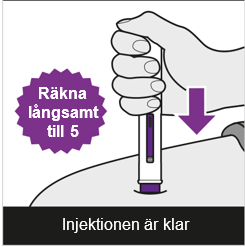 Räkna
långsamt
till 5
Injektionen är klar